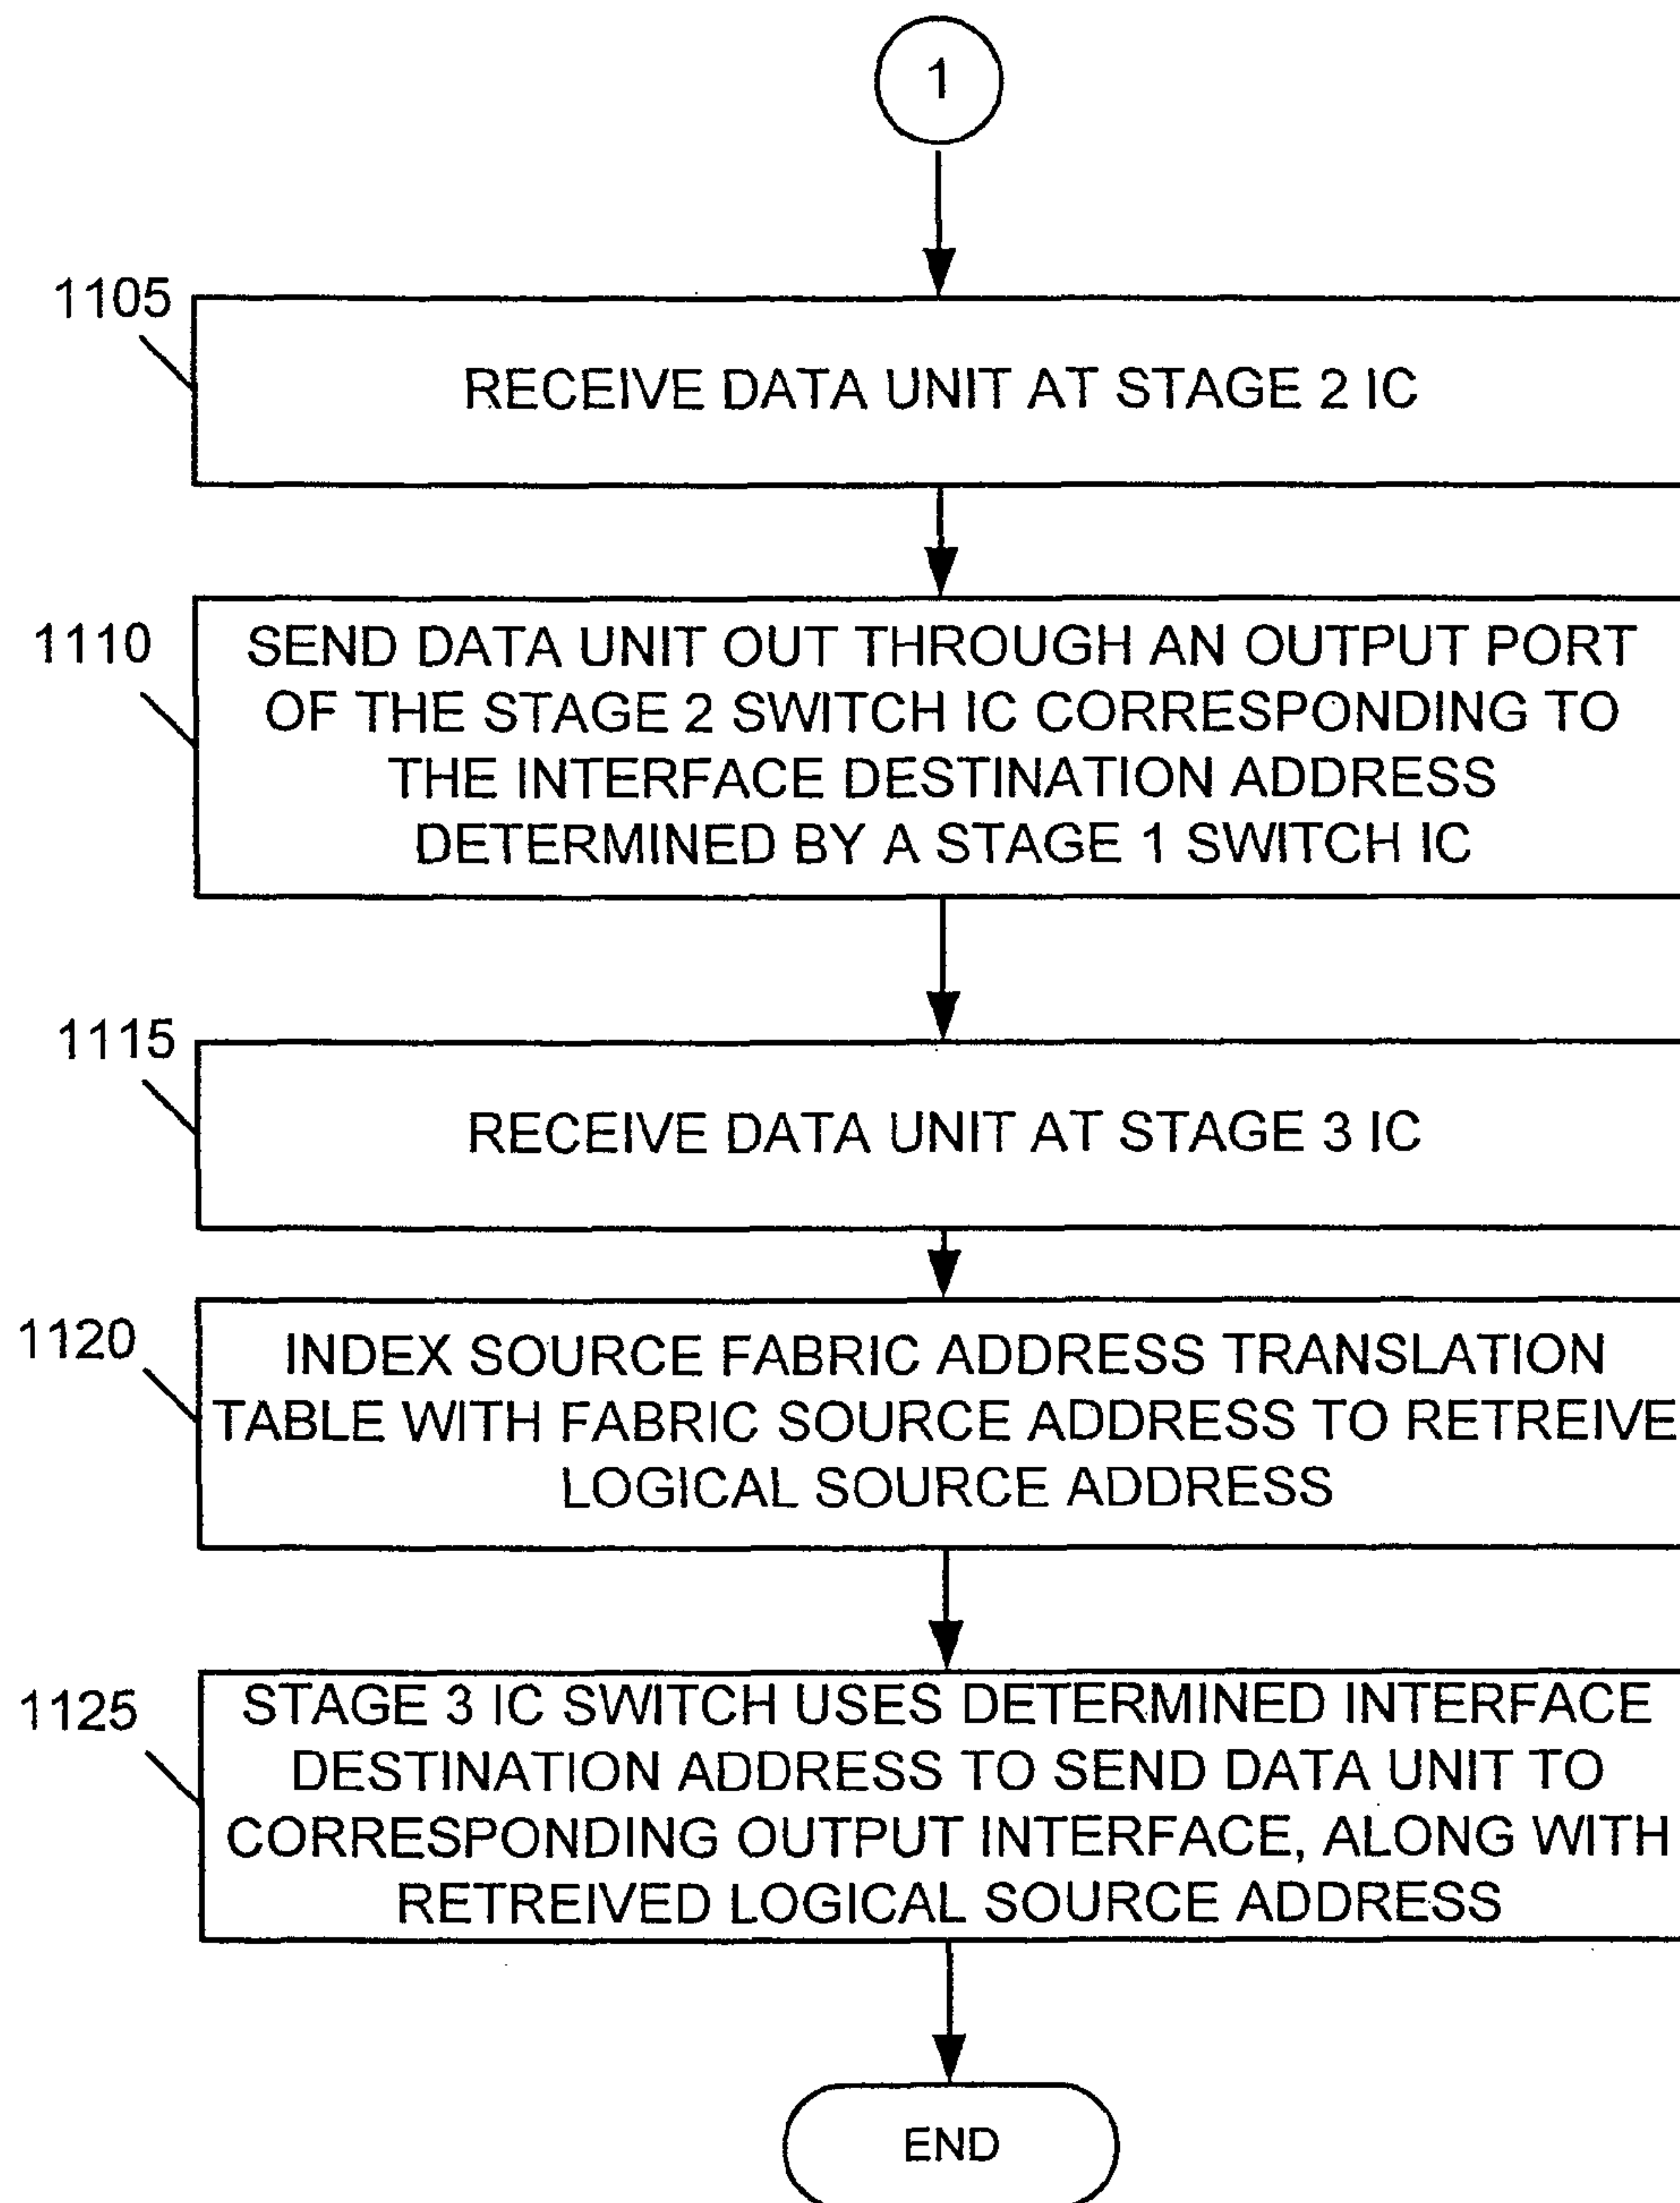 1
1105
RECEIVE DATA UNIT AT STAGE 2 IC
1110
SEND DATA UNIT OUT THROUGH AN OUTPUT PORT
OF THE STAGE 2 SWITCH IC CORRESPONDING TO
THE INTERFACE DESTINATION ADDRESS
DETERMINED BY A STAGE 1 SWITCH IC
1115
RECEIVE DATA UNIT AT STAGE 3 IC
1120
INDEX SOURCE FABRIC ADDRESS TRANSLATION
TABLE WITH FABRIC SOURCE ADDRESS TO RETREIVE
LOGICAL SOURCE ADDRESS
1125
STAGE 3 IC SWITCH USES DETERMINED INTERFACE
DESTINATION ADDRESS TO SEND DATA UNIT TO
CORRESPONDING OUTPUT INTERFACE, ALONG WITH
RETREIVED LOGICAL SOURCE ADDRESS
END